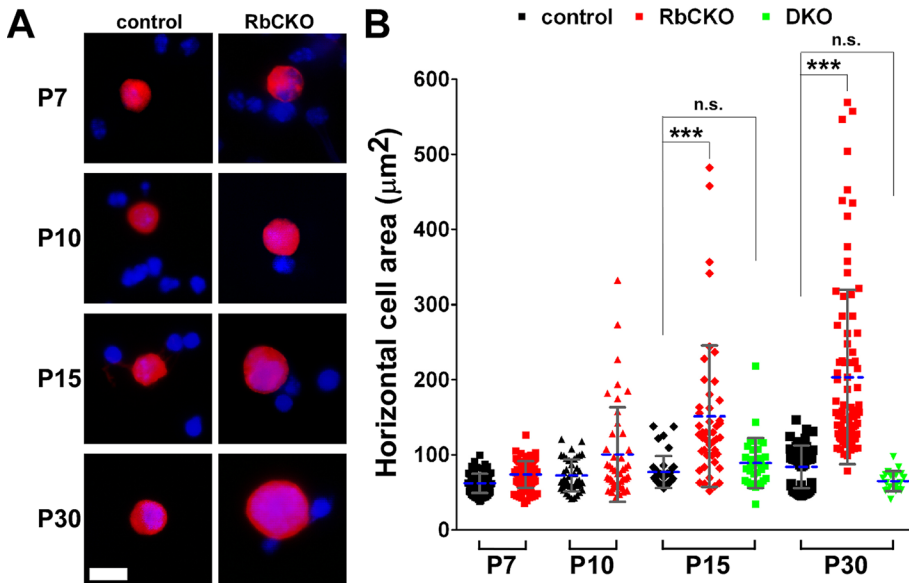 A
control RbCKO
P7
P10
P15
P30
B
control RbCKO DKO
Horizontal cell area (μm²)
600
500
400
300
200
100
0
n.s.
***
n.s.
***
P7 P10 P15 P30